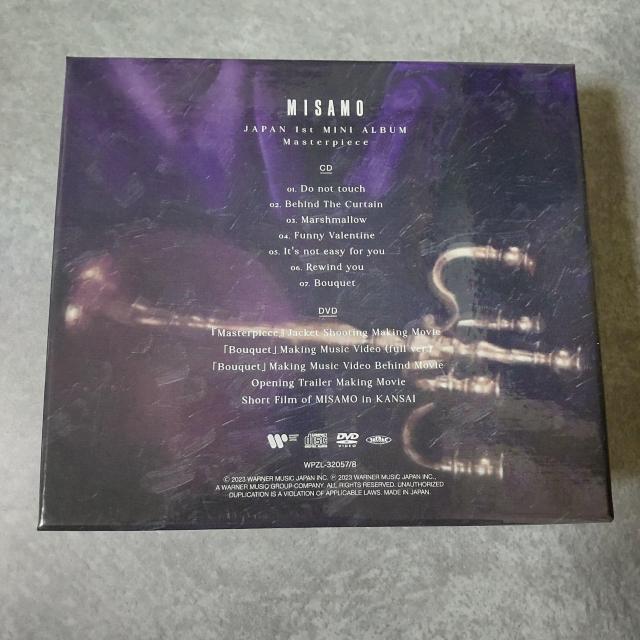 MISAMO
JAPAN 1st MINI ALBUM
Masterpiece
CD
01. Do not touch
02. Behind The Curtain
03. Marshmallow
04. Funny Valentine
05. It's not easy for you
06. Rewind you
07. Bouquet
DVD
『Masterpiece』Jacket Shooting Making Movie
「Bouquet」Making Music Video (full ver.)
「Bouquet」Making Music Video Behind Movie
Opening Trailer Making Movie
Short Film of MISAMO in KANSAI
DVD
VIDEO
WPZL-32057/8
© 2023 WARNER MUSIC JAPAN INC. ℗ 2023 WARNER MUSIC JAPAN INC.,
A WARNER MUSIC GROUP COMPANY. ALL RIGHTS RESERVED. UNAUTHORIZED
DUPLICATION IS A VIOLATION OF APPLICABLE LAWS. MADE IN JAPAN.